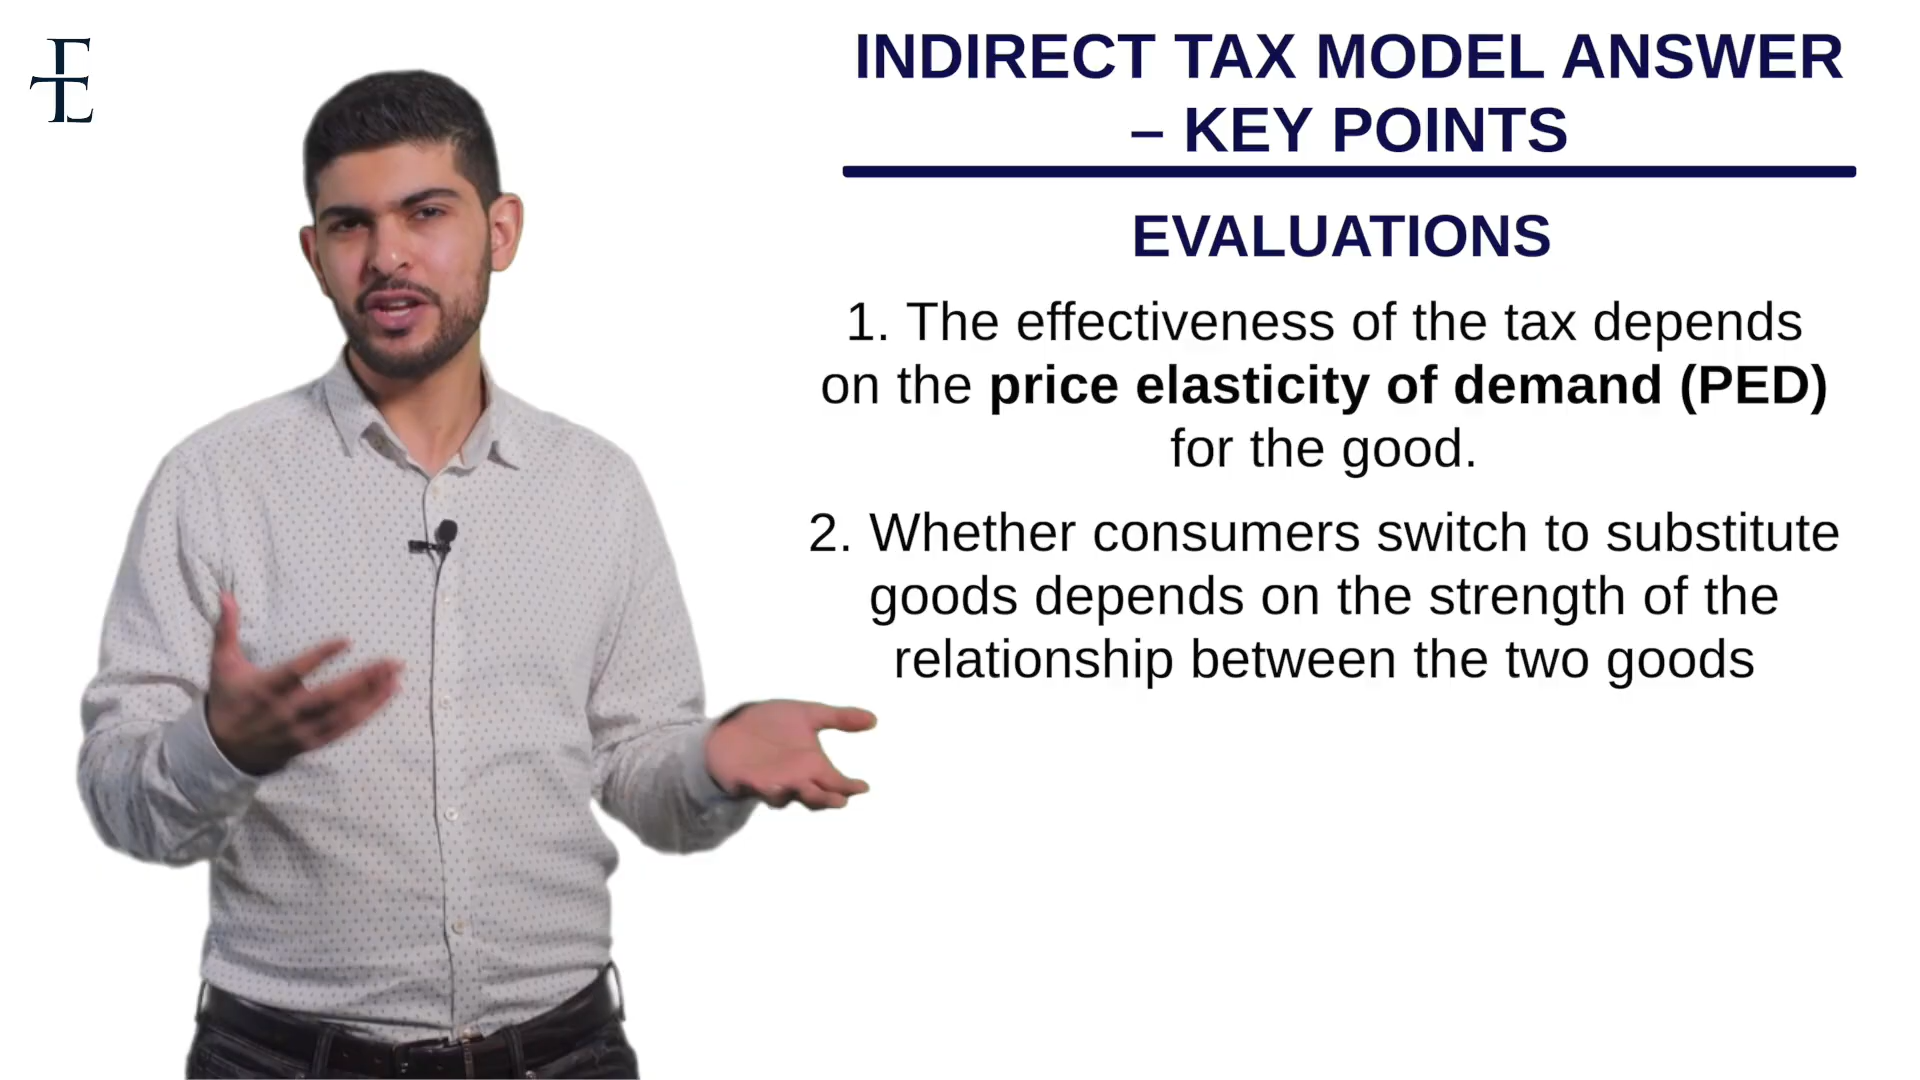 INDIRECT TAX MODEL ANSWER
– KEY POINTS
EVALUATIONS
1. The effectiveness of the tax depends
on the price elasticity of demand (PED)
for the good.
2. Whether consumers switch to substitute
goods depends on the strength of the
relationship between the two goods